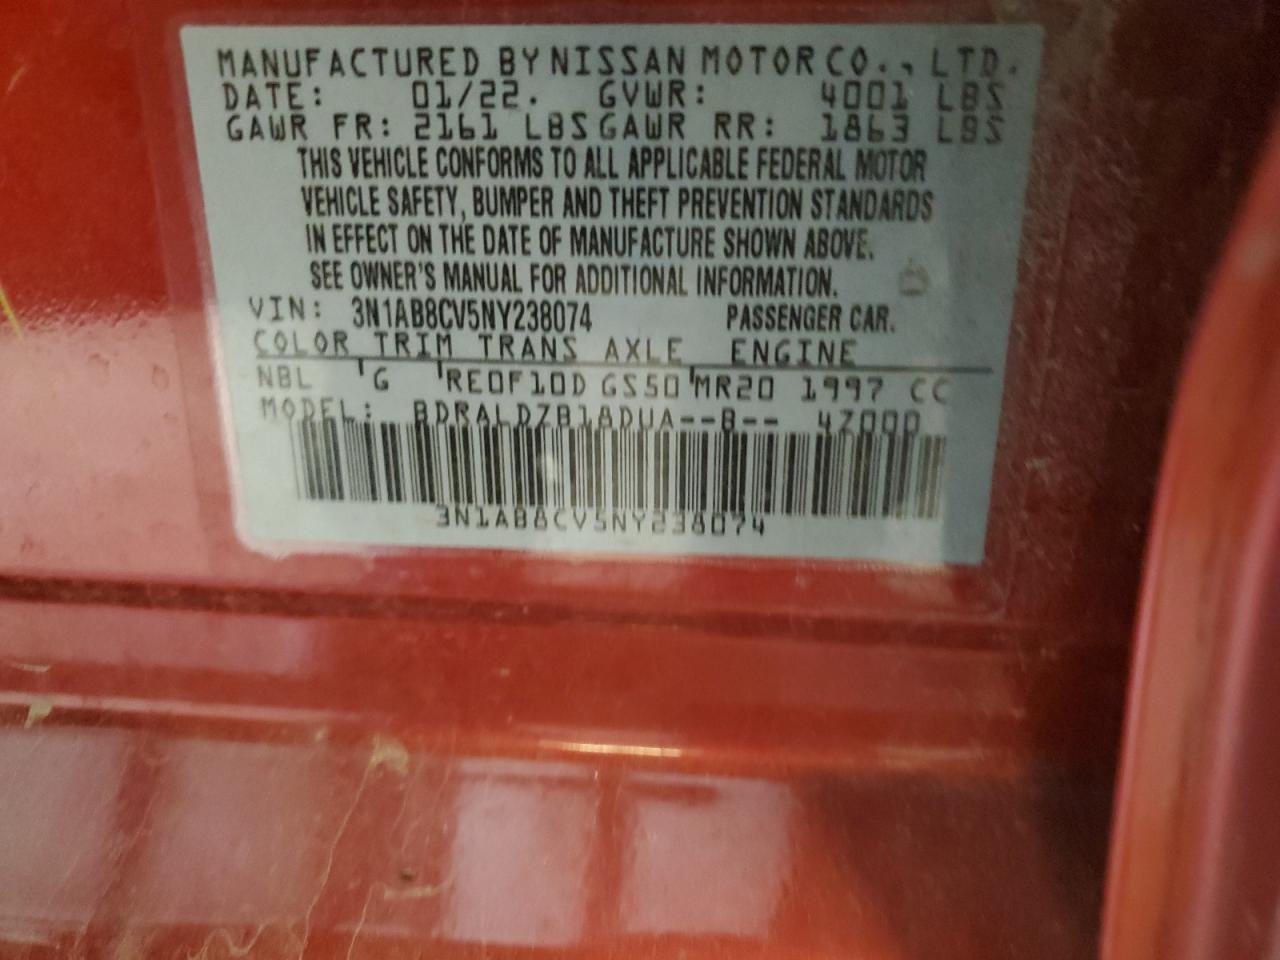 MANUFACTURED BY NISSAN MOTOR CO., LTD.
DATE: 01/22. GVWR: 4001 LBS
GAWR FR: 2161 LBS GAWR RR: 1863 LBS
THIS VEHICLE CONFORMS TO ALL APPLICABLE FEDERAL MOTOR
VEHICLE SAFETY, BUMPER AND THEFT PREVENTION STANDARDS
IN EFFECT ON THE DATE OF MANUFACTURE SHOWN ABOVE.
SEE OWNER'S MANUAL FOR ADDITIONAL INFORMATION.
VIN: 3N1AB8CV5NY238074 PASSENGER CAR.
COLOR TRIM TRANS AXLE ENGINE
NBL G RE0F10D GS50 MR20 1997 CC
MODEL: BDRALDZB18DUA--B-- 4Z000
3N1AB8CV5NY238074